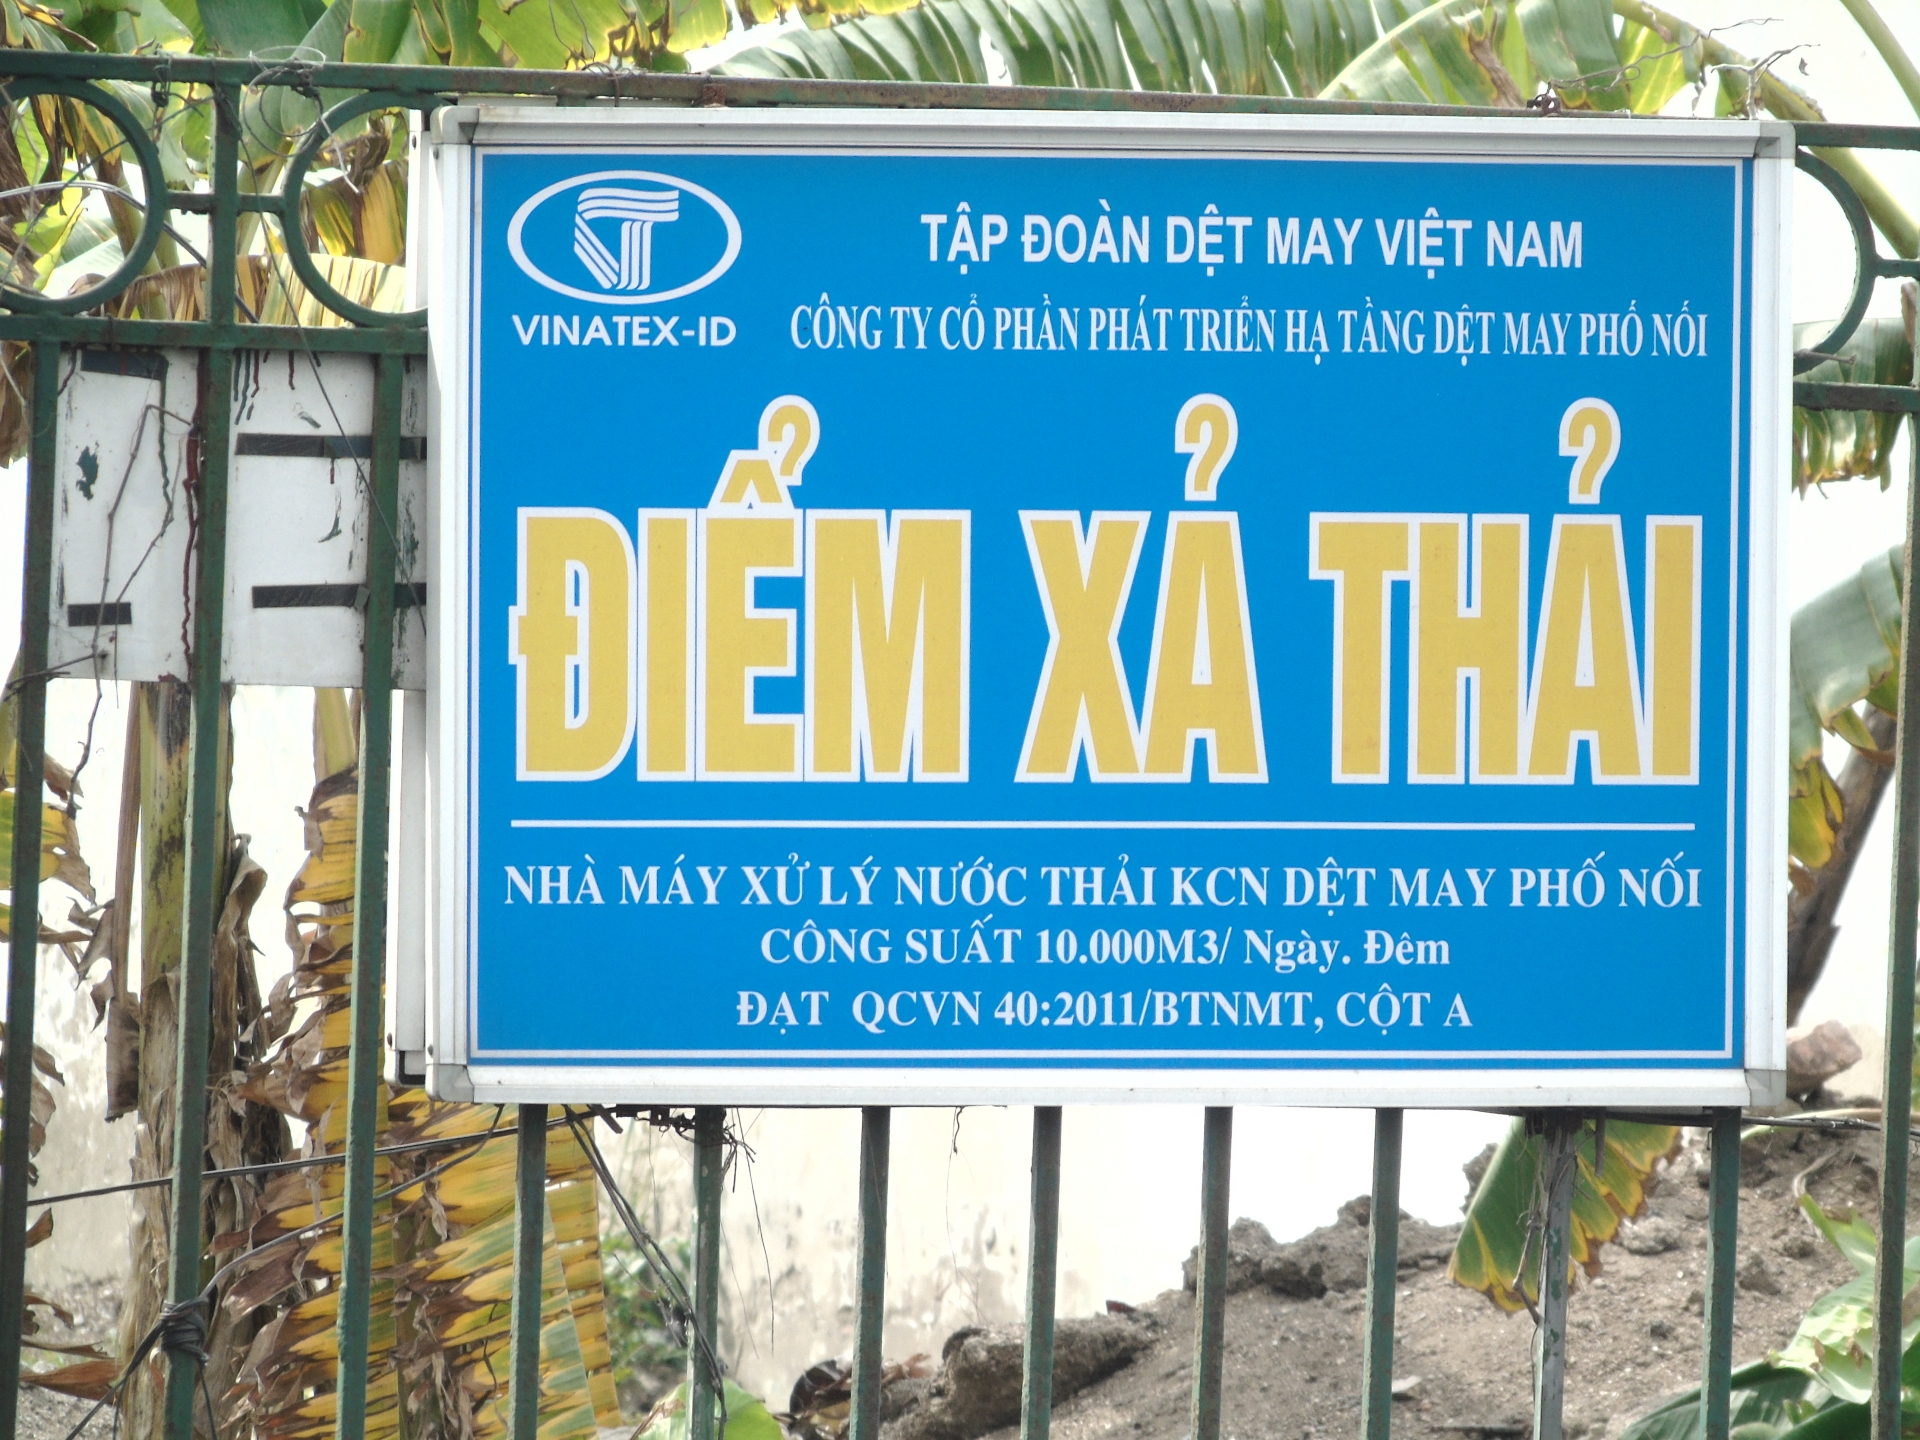 TẬP ĐOÀN DỆT MAY VIỆT NAM
VINATEX-ID
CÔNG TY CỔ PHẦN PHÁT TRIỂN HẠ TẦNG DỆT MAY PHỐ NỐI
ĐIỂM XẢ THẢI
NHÀ MÁY XỬ LÝ NƯỚC THẢI KCN DỆT MAY PHỐ NỐI
CÔNG SUẤT 10.000M3/ Ngày. Đêm
ĐẠT QCVN 40:2011/BTNMT, CỘT A